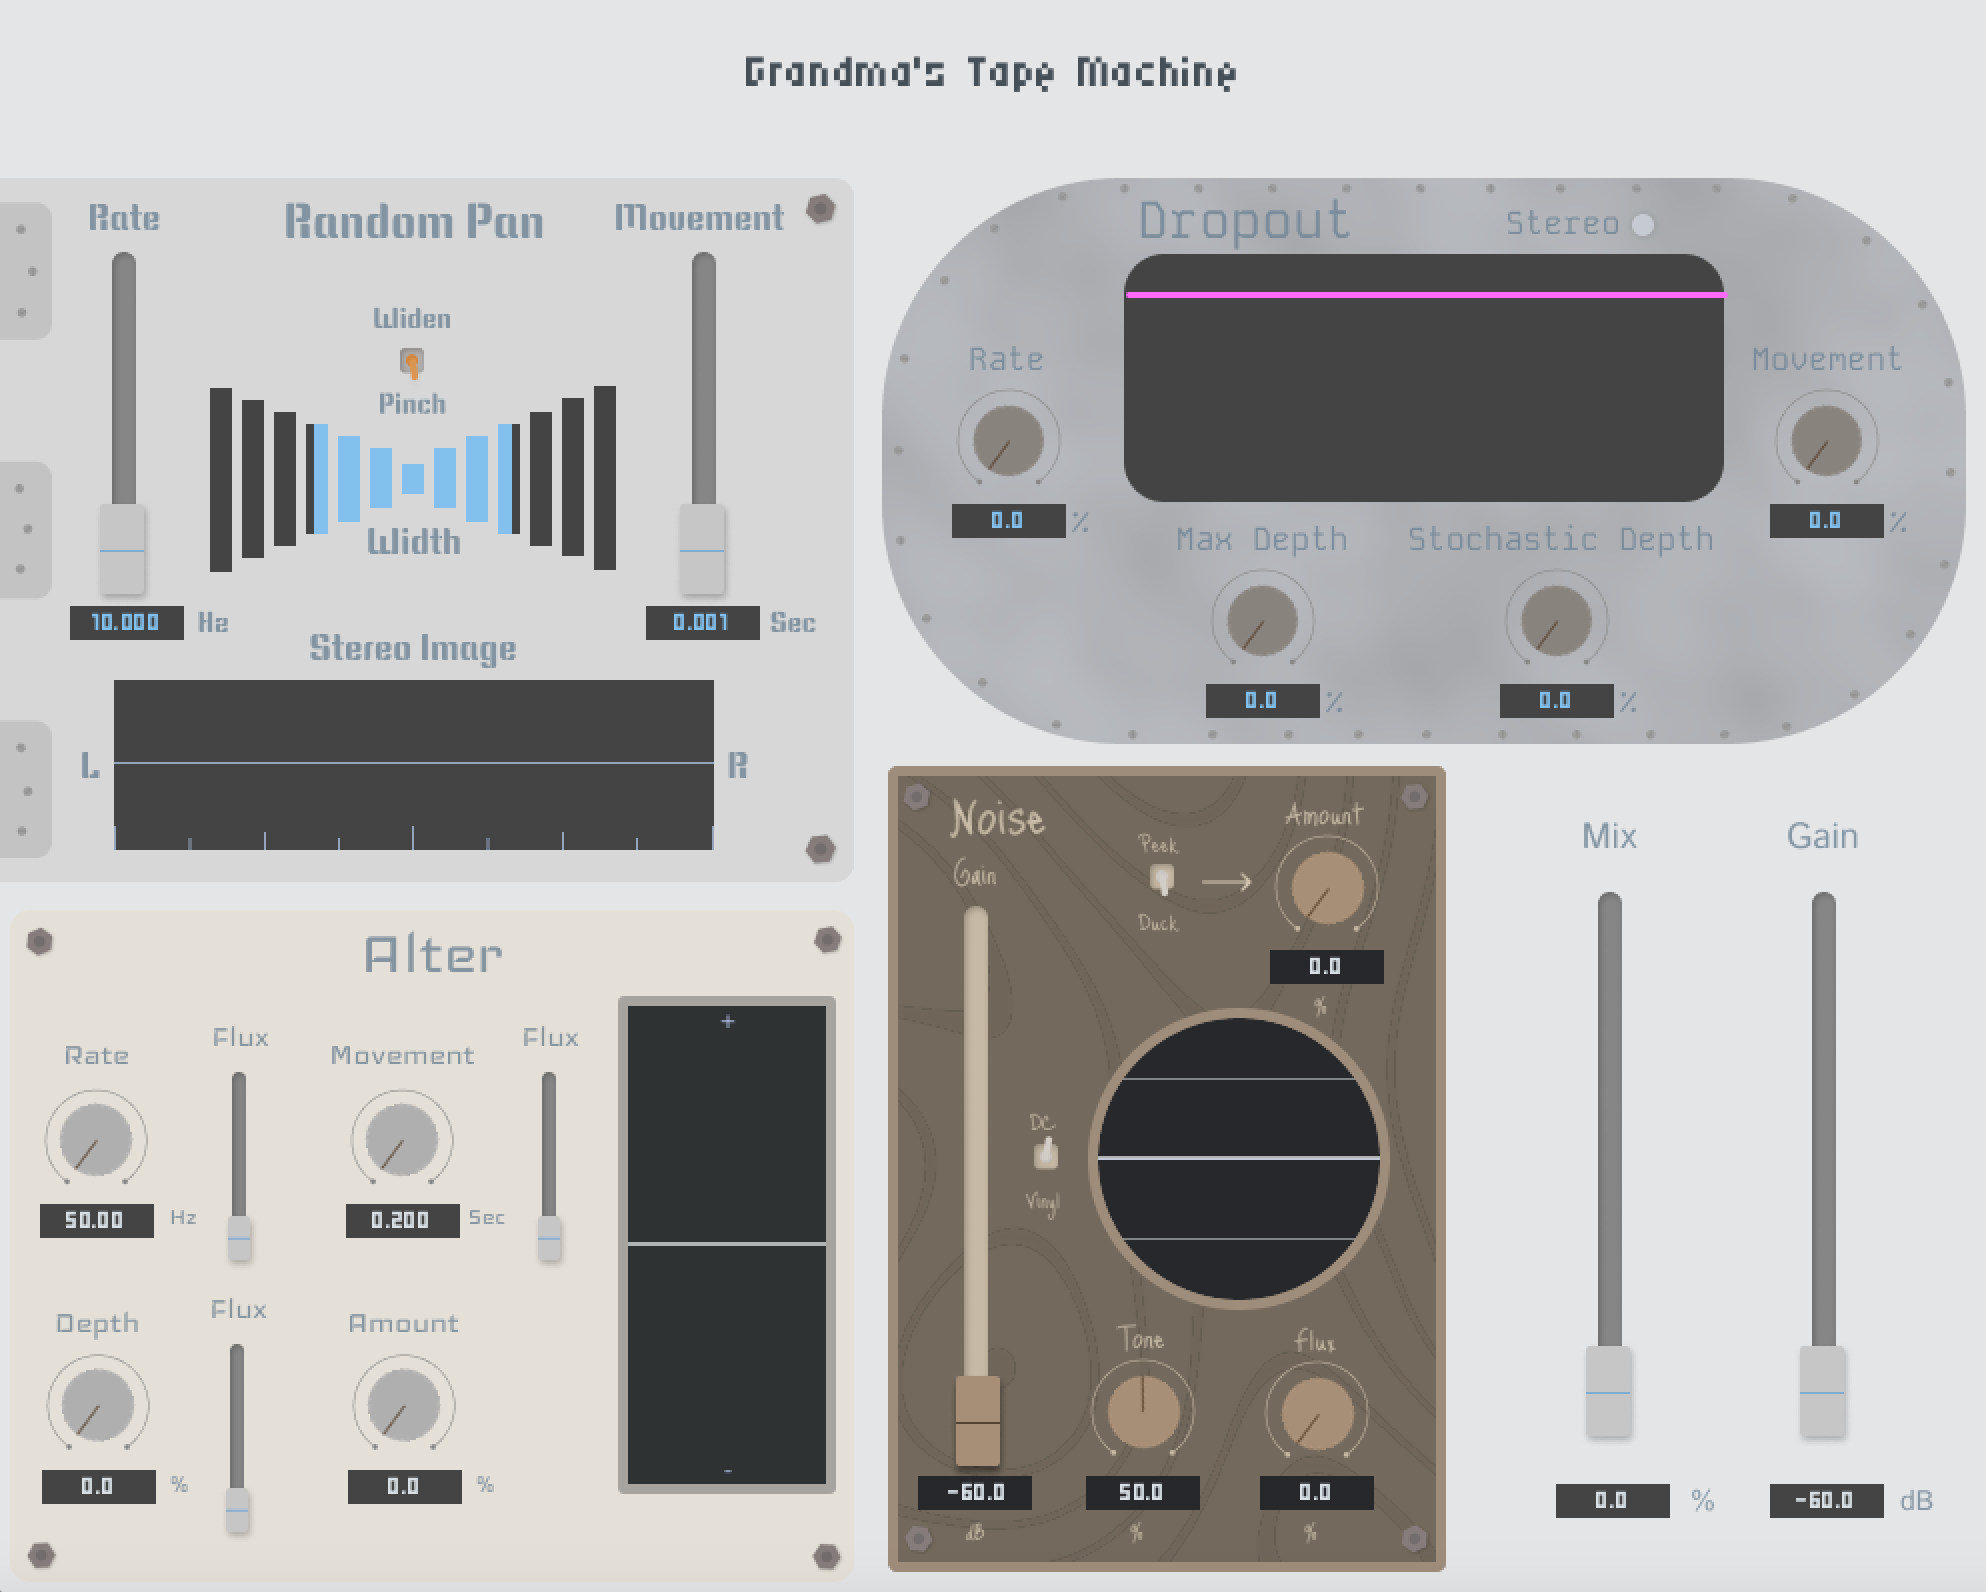 Grandma's Tape Machine
Rate
Random Pan
Movement
Widen
Pinch
Width
10.000 Hz
0.001 Sec
Stereo Image
L
R
Dropout
Stereo
Rate
0.0 %
Movement
0.0 %
Max Depth
0.0 %
Stochastic Depth
0.0 %
Alter
Rate
50.00 Hz
Flux
Movement
0.200 Sec
Flux
+
-
Depth
0.0 %
Flux
Amount
0.0 %
Noise
Gain
Peek
Duck
Amount
0.0
%
DC
Vinyl
Tone
flux
-60.0
dB
50.0
%
0.0
%
Mix
0.0 %
Gain
-60.0 dB